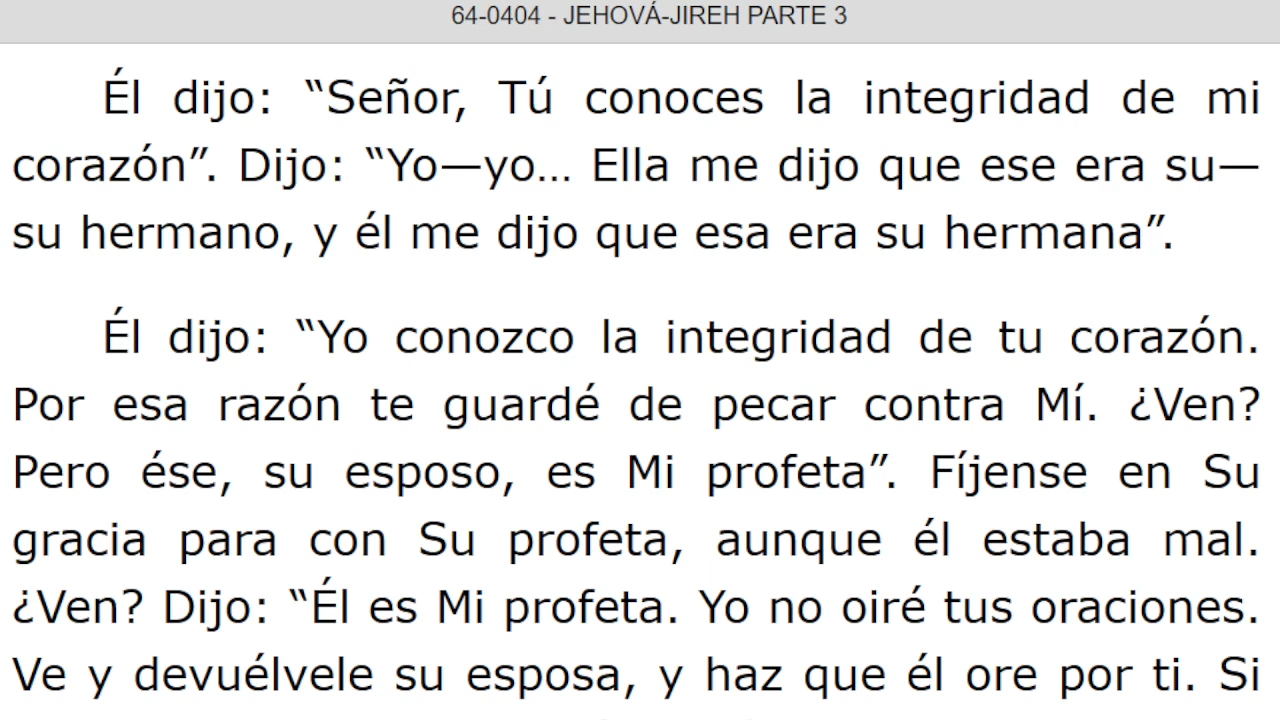 64-0404 - JEHOVÁ-JIREH PARTE 3
Él dijo: “Señor, Tú conoces la integridad de mi
corazón”. Dijo: “Yo—yo... Ella me dijo que ese era su—
su hermano, y él me dijo que esa era su hermana”.
Él dijo: “Yo conozco la integridad de tu corazón.
Por esa razón te guardé de pecar contra Mí. ¿Ven?
Pero ése, su esposo, es Mi profeta”. Fíjense en Su
gracia para con Su profeta, aunque él estaba mal.
¿Ven? Dijo: “Él es Mi profeta. Yo no oiré tus oraciones.
Ve y devuélvele su esposa, y haz que él ore por ti. Si